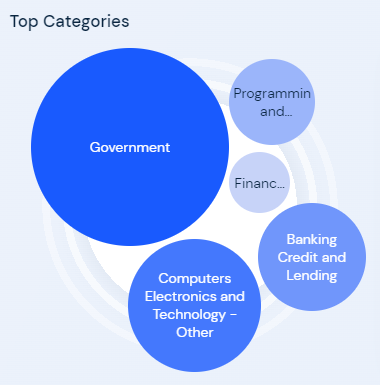 Top Categories
Government
Programmin
and...
Financ...
Banking
Credit and
Lending
Computers
Electronics and
Technology -
Other